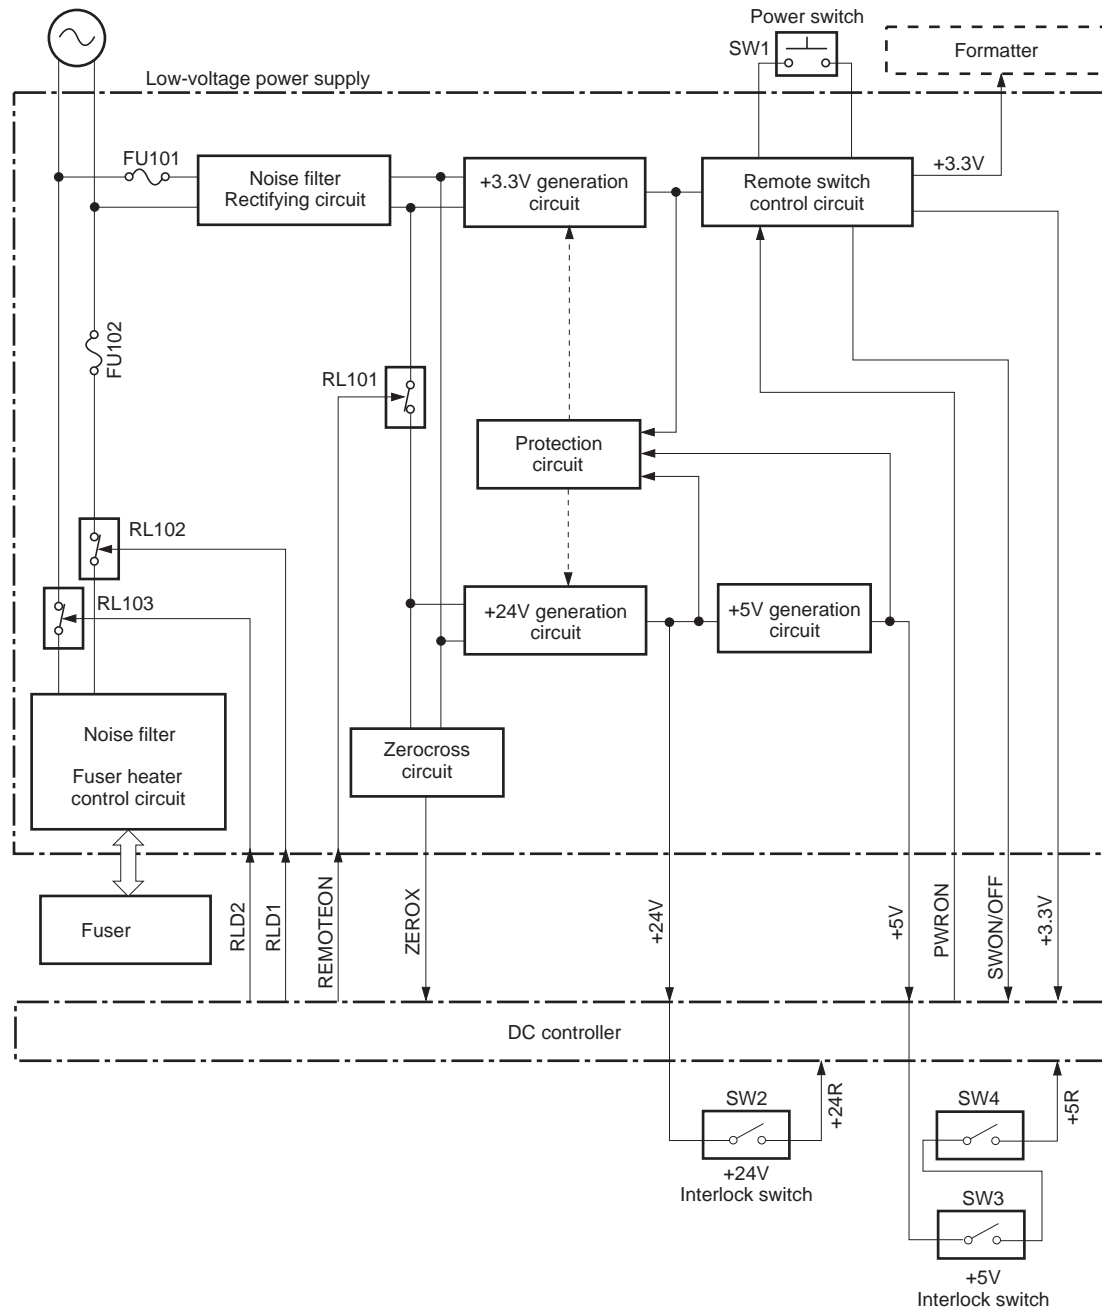 Power switch
SW1
Formatter
Low-voltage power supply
FU101
Noise filter
Rectifying circuit
+3.3V generation
circuit
Remote switch
control circuit
+3.3V
FU102
RL101
Protection
circuit
RL102
RL103
+24V generation
circuit
+5V generation
circuit
Noise filter
Fuser heater
control circuit
Zerocross
circuit
Fuser
RLD2
RLD1
REMOTEON
ZEROX
+24V
+5V
PWRON
SWON/OFF
+3.3V
DC controller
SW2
+24R
SW4
+5R
+24V
Interlock switch
SW3
+5V
Interlock switch